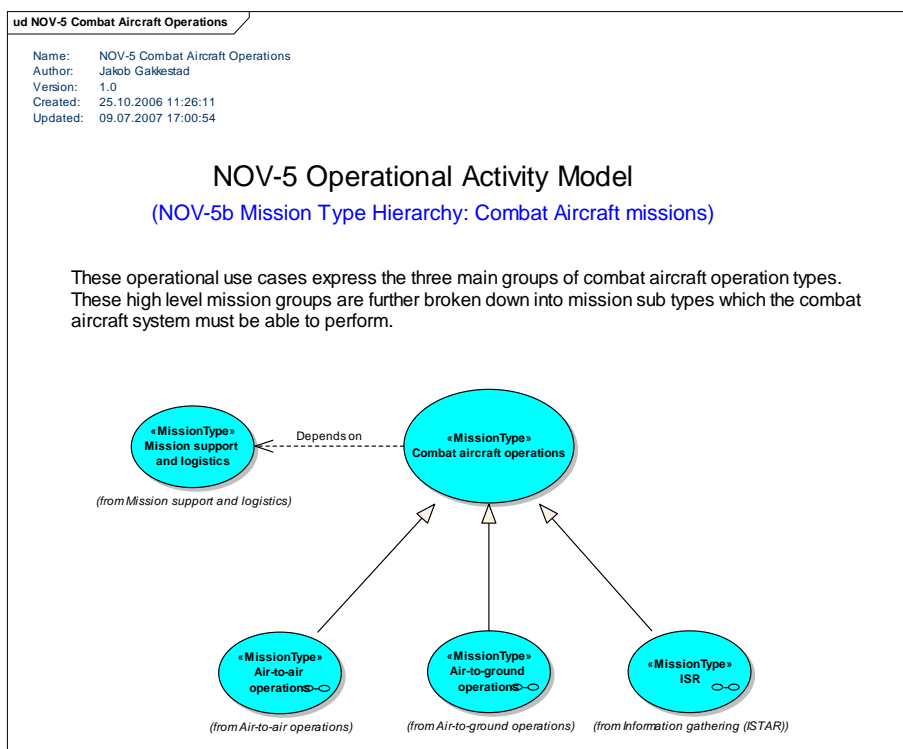 ud NOV-5 Combat Aircraft Operations
Name: NOV-5 Combat Aircraft Operations
Author: Jakob Gakkestad
Version: 1.0
Created: 25.10.2006 11:26:11
Updated: 09.07.2007 17:00:54
NOV-5 Operational Activity Model
(NOV-5b Mission Type Hierarchy: Combat Aircraft missions)
These operational use cases express the three main groups of combat aircraft operation types.
These high level mission groups are further broken down into mission sub types which the combat
aircraft system must be able to perform.
«MissionType»
Mission support
and logistics
(from Mission support and logistics)
Depends on
«MissionType»
Combat aircraft operations
«MissionType»
Air-to-air
operations
(from Air-to-air operations)
«MissionType»
Air-to-ground
operations
(from Air-to-ground operations)
«MissionType»
ISR
(from Information gathering (ISTAR))